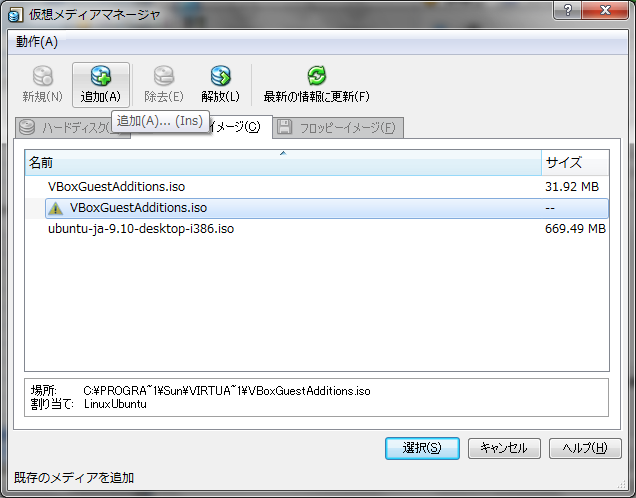 仮想メディアマネージャ
動作(A)
新規(N) 追加(A) 除去(E) 解放(L) 最新の情報に更新(F)
追加(A)... (Ins)
ハードディスク イメージ(C) フロッピーイメージ(F)
名前 サイズ
VBoxGuestAdditions.iso 31.92 MB
VBoxGuestAdditions.iso --
ubuntu-ja-9.10-desktop-i386.iso 669.49 MB
場所: C:¥PROGRA~1¥Sun¥VIRTUA~1¥VBoxGuestAdditions.iso
割り当て: LinuxUbuntu
選択(S) キャンセル ヘルプ(H)
既存のメディアを追加